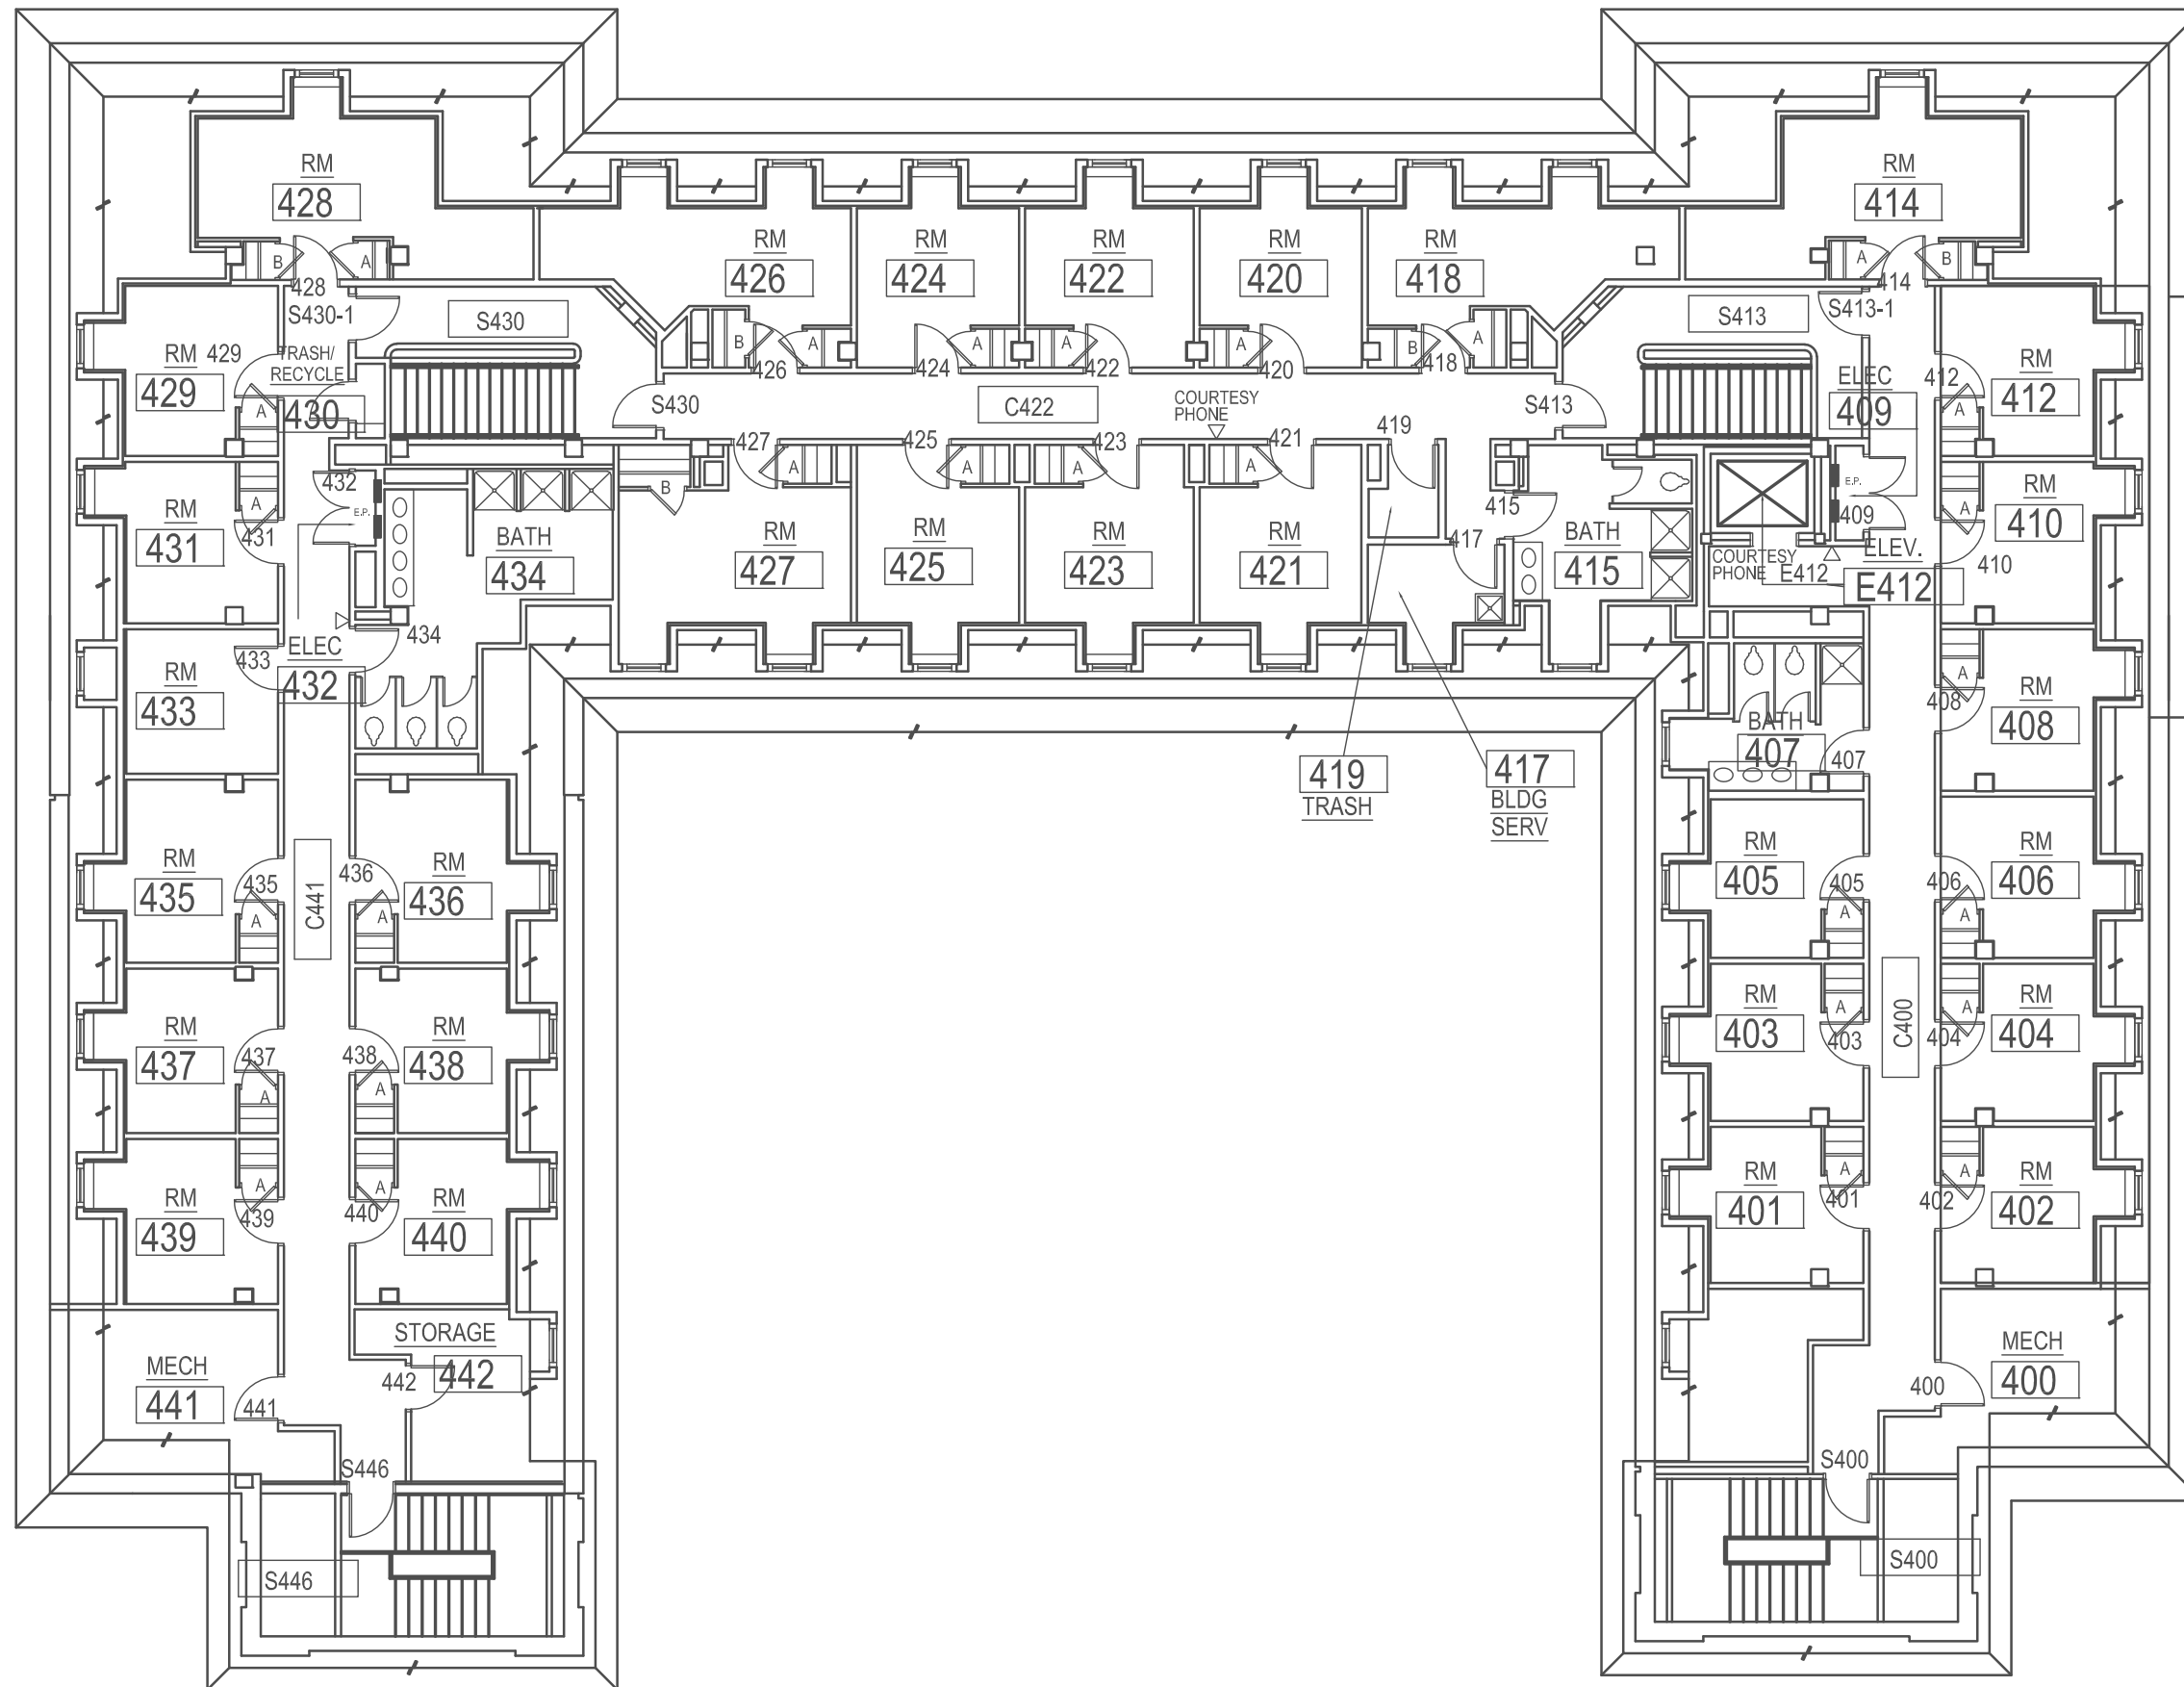 RM
428
B
A
428
S430-1
S430
RM
429
429
TRASH/
RECYCLE
430
A
RM
426
B
A
426
RM
424
A
424
RM
422
A
422
RM
420
A
420
RM
418
B
A
418
RM
414
A
B
414
S413-1
S413
S430
C422
COURTESY
PHONE
S413
ELEC
409
412
RM
412
A
RM
431
A
431
432
E.P.
BATH
434
434
ELEC
432
RM
433
433
427
A
B
RM
427
425
A
RM
425
423
A
RM
423
421
A
RM
421
419
417
415
BATH
415
E.P.
409
COURTESY
PHONE
E412
ELEV.
E412
RM
410
A
410
RM
408
A
408
BATH
407
407
419
TRASH
417
BLDG
SERV
RM
435
435
A
C441
436
A
RM
436
RM
437
437
A
438
A
RM
438
RM
439
A
439
A
440
RM
440
MECH
441
441
STORAGE
442
442
S446
S446
RM
405
405
A
406
A
RM
406
RM
403
A
403
C400
A
404
RM
404
RM
401
A
401
A
402
RM
402
MECH
400
400
S400
S400